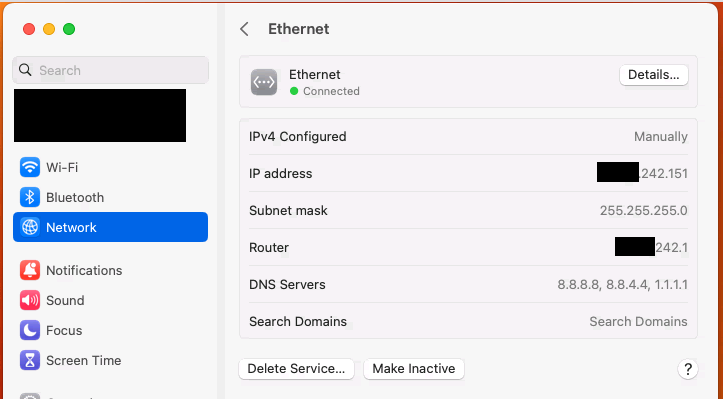 Ethernet
Search
Ethernet
Details...
Connected
IPv4 Configured Manually
Wi-Fi
IP address .242.151
Bluetooth
Subnet mask 255.255.255.0
Network
Router 242.1
Notifications
DNS Servers 8.8.8.8, 8.8.4.4, 1.1.1.1
Sound
Search Domains Search Domains
Focus
Screen Time
Delete Service... Make Inactive ?